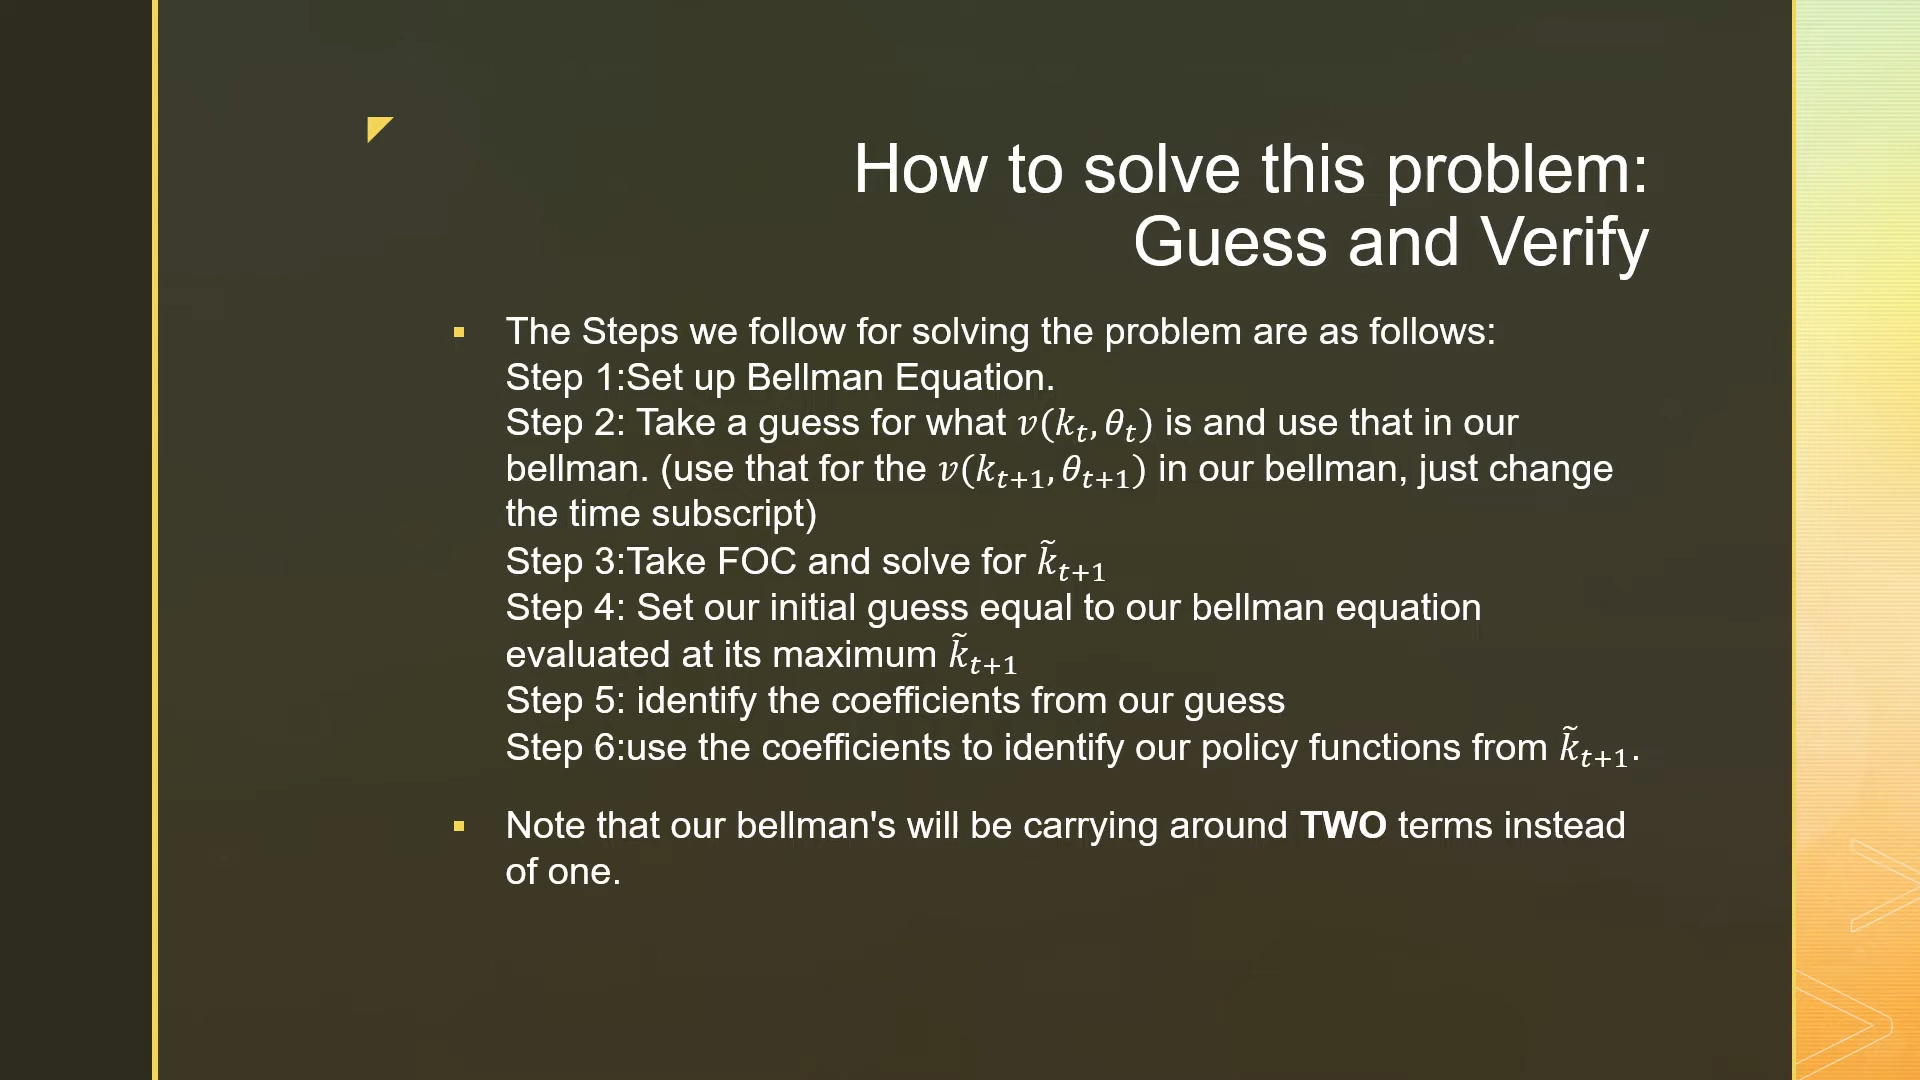 How to solve this problem:
Guess and Verify
▪ The Steps we follow for solving the problem are as follows:
Step 1:Set up Bellman Equation.
Step 2: Take a guess for what $v(k_t, \theta_t)$ is and use that in our
bellman. (use that for the $v(k_{t+1}, \theta_{t+1})$ in our bellman, just change
the time subscript)
Step 3:Take FOC and solve for $\tilde{k}_{t+1}$
Step 4: Set our initial guess equal to our bellman equation
evaluated at its maximum $\tilde{k}_{t+1}$
Step 5: identify the coefficients from our guess
Step 6:use the coefficients to identify our policy functions from $\tilde{k}_{t+1}$.
▪ Note that our bellman's will be carrying around TWO terms instead
of one.